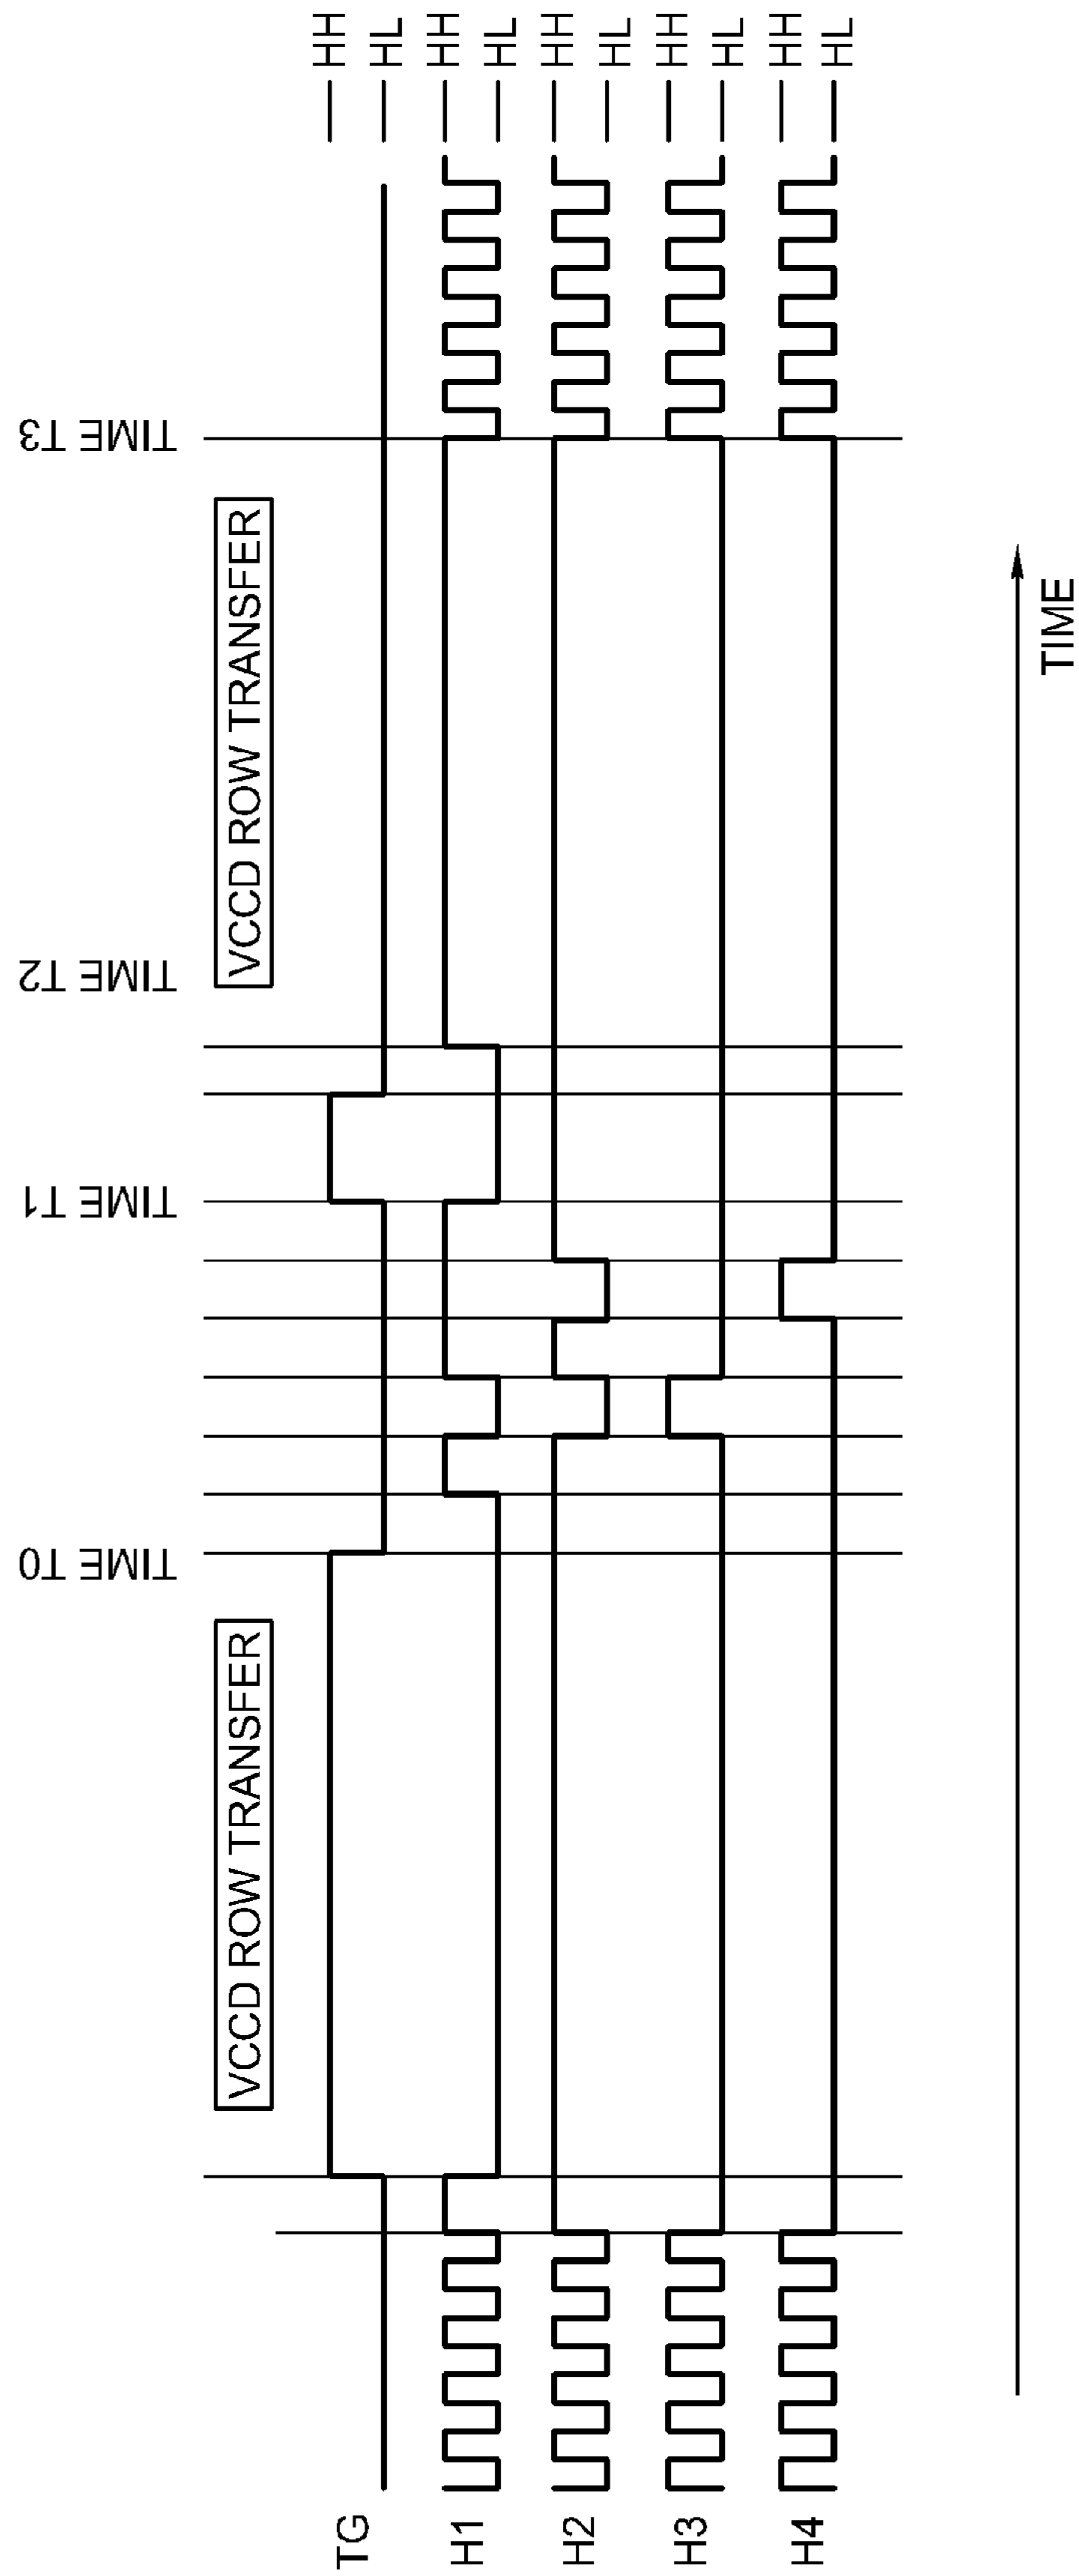 TIME T0
TIME T1
TIME T2
TIME T3
VCCD ROW TRANSFER
VCCD ROW TRANSFER
TG
HH
HL
H1
HH
HL
H2
HH
HL
H3
HH
HL
H4
HH
HL
TIME